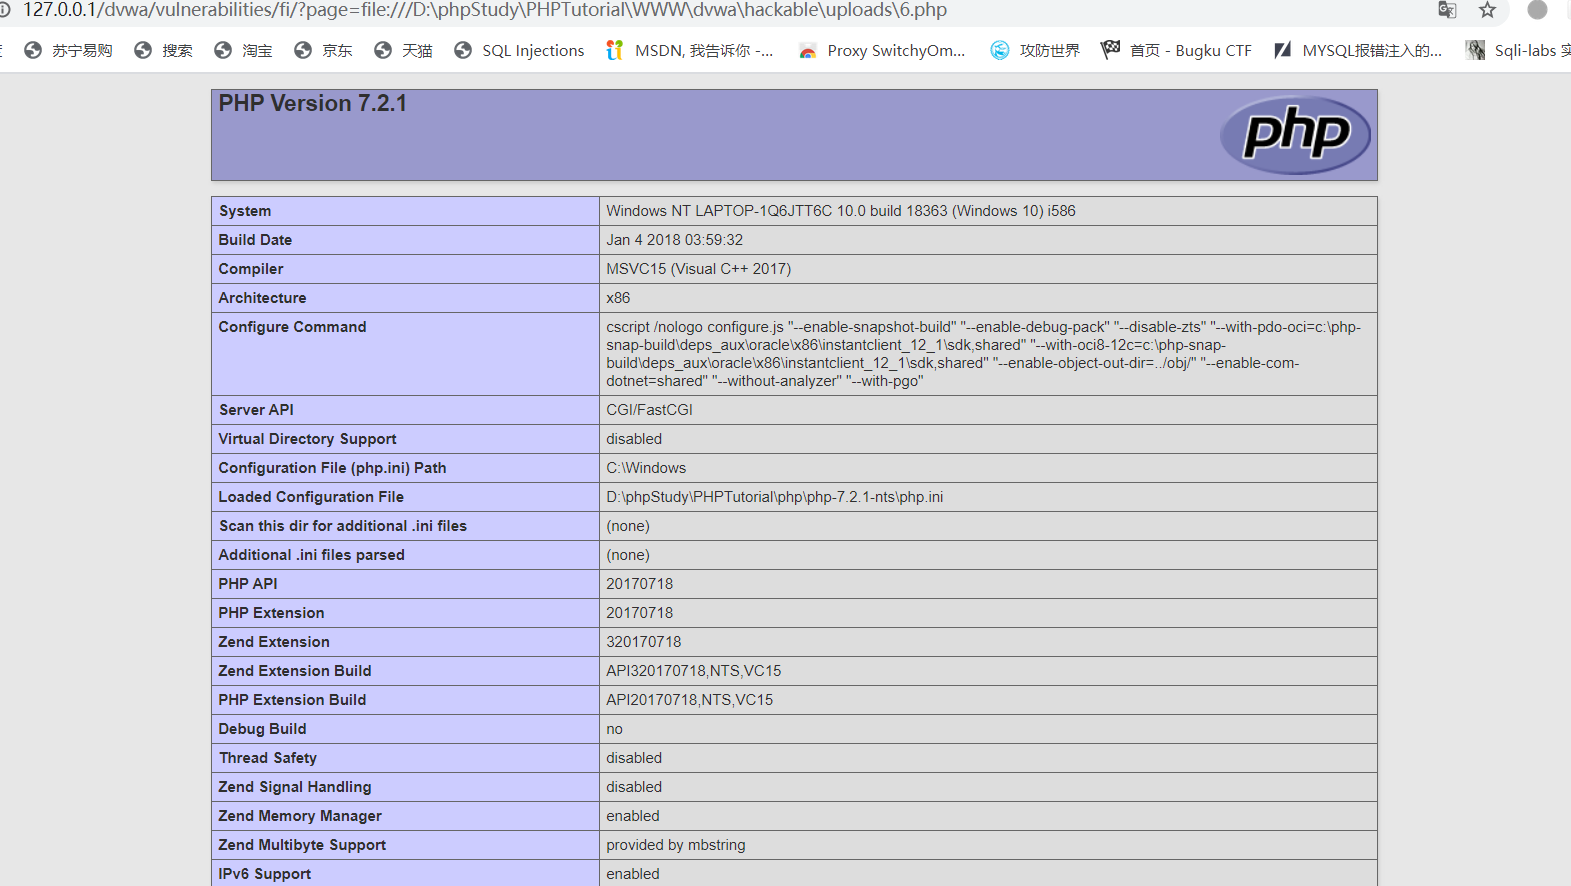 127.0.0.1/dvwa/vulnerabilities/fi/?page=file:///D:\phpStudy\PHPTutorial\WWW\dvwa\hackable\uploads\6.php
苏宁易购 搜索 淘宝 京东 天猫 SQL Injections MSDN, 我告诉你 -... Proxy SwitchyOm... 攻防世界 首页 - Bugku CTF MYSQL报错注入的... Sqli-labs 实
PHP Version 7.2.1
php
System Windows NT LAPTOP-1Q6JTT6C 10.0 build 18363 (Windows 10) i586
Build Date Jan 4 2018 03:59:32
Compiler MSVC15 (Visual C++ 2017)
Architecture x86
Configure Command cscript /nologo configure.js "--enable-snapshot-build" "--enable-debug-pack" "--disable-zts" "--with-pdo-oci=c:\php-
snap-build\deps_aux\oracle\x86\instantclient_12_1\sdk,shared" "--with-oci8-12c=c:\php-snap-
build\deps_aux\oracle\x86\instantclient_12_1\sdk,shared" "--enable-object-out-dir=../obj/" "--enable-com-
dotnet=shared" "--without-analyzer" "--with-pgo"
Server API CGI/FastCGI
Virtual Directory Support disabled
Configuration File (php.ini) Path C:\Windows
Loaded Configuration File D:\phpStudy\PHPTutorial\php\php-7.2.1-nts\php.ini
Scan this dir for additional .ini files (none)
Additional .ini files parsed (none)
PHP API 20170718
PHP Extension 20170718
Zend Extension 320170718
Zend Extension Build API320170718,NTS,VC15
PHP Extension Build API20170718,NTS,VC15
Debug Build no
Thread Safety disabled
Zend Signal Handling disabled
Zend Memory Manager enabled
Zend Multibyte Support provided by mbstring
IPv6 Support enabled